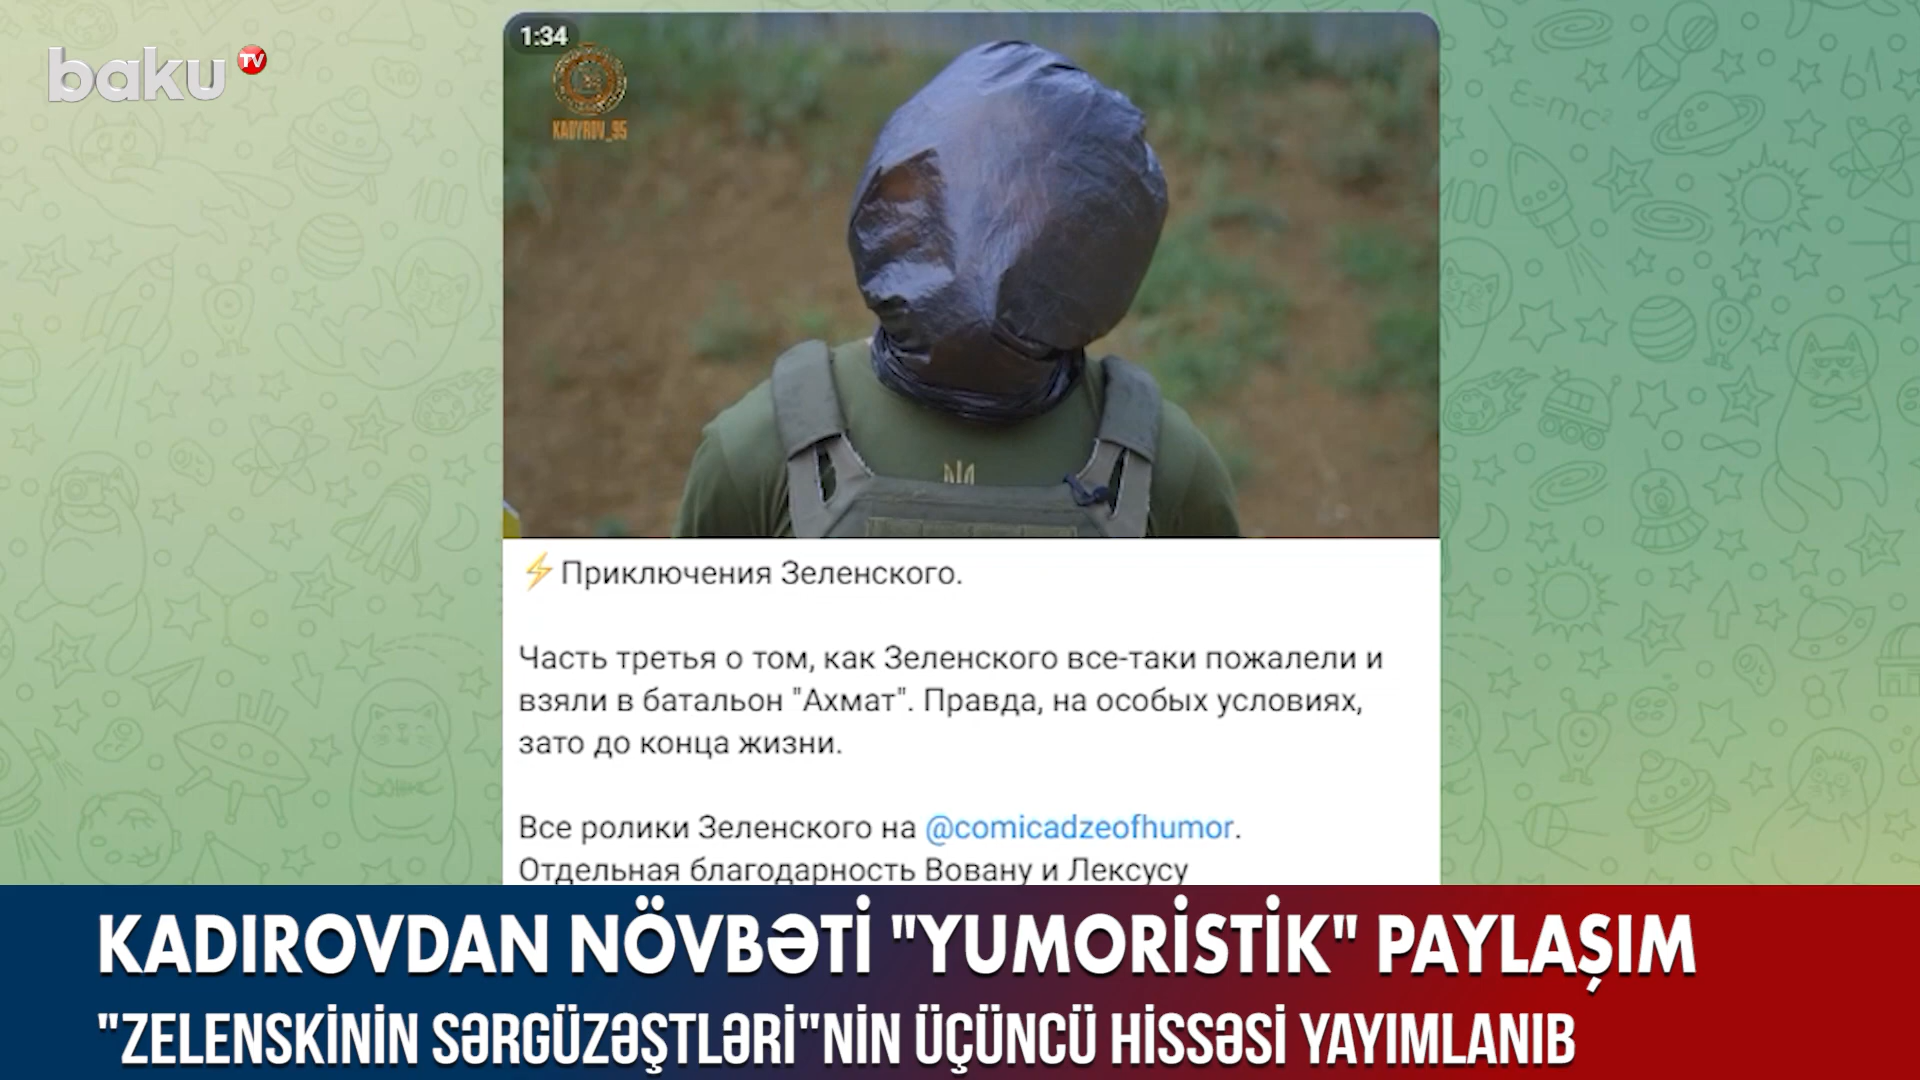 baku TV
1:34
KADYROV_95
E=mc²
⚡Приключения Зеленского.
Часть третья о том, как Зеленского все-таки пожалели и
взяли в батальон "Ахмат". Правда, на особых условиях,
зато до конца жизни.
Все ролики Зеленского на @comicadzeofhumor.
Отдельная благодарность Вовану и Лексусу
KADIROVDAN NÖVBƏTİ "YUMORİSTİK" PAYLAŞIM
"ZELENSKİNİN SƏRGÜZƏŞTLƏRİ"NİN ÜÇÜNCÜ HİSSƏSİ YAYIMLANIB